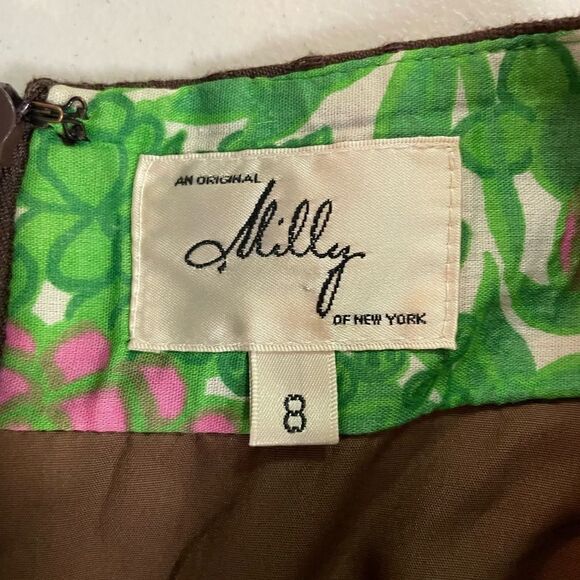 AN ORIGINAL
Milly
OF NEW YORK
8